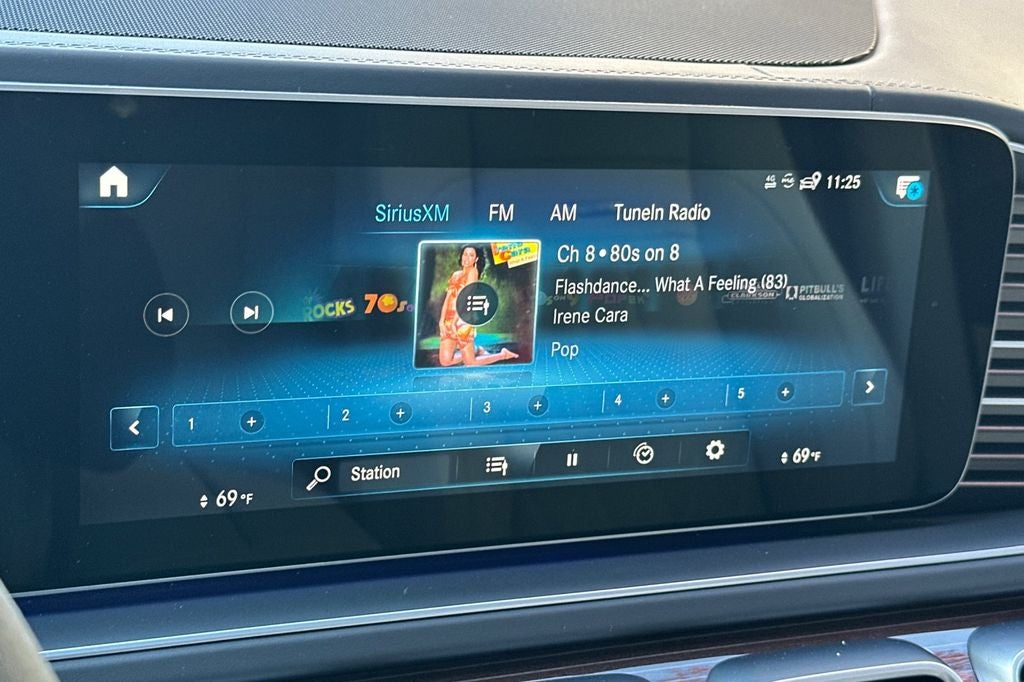 11:25
SiriusXM FM AM TuneIn Radio
Ch 8 • 80s on 8
Flashdance... What A Feeling (83)
Irene Cara
Pop
ROCKS 70s
CLARKSON
PITBULL'S
GLOBALIZATION
1 + 2 + 3 + 4 + 5 +
Station
69°F
69°F